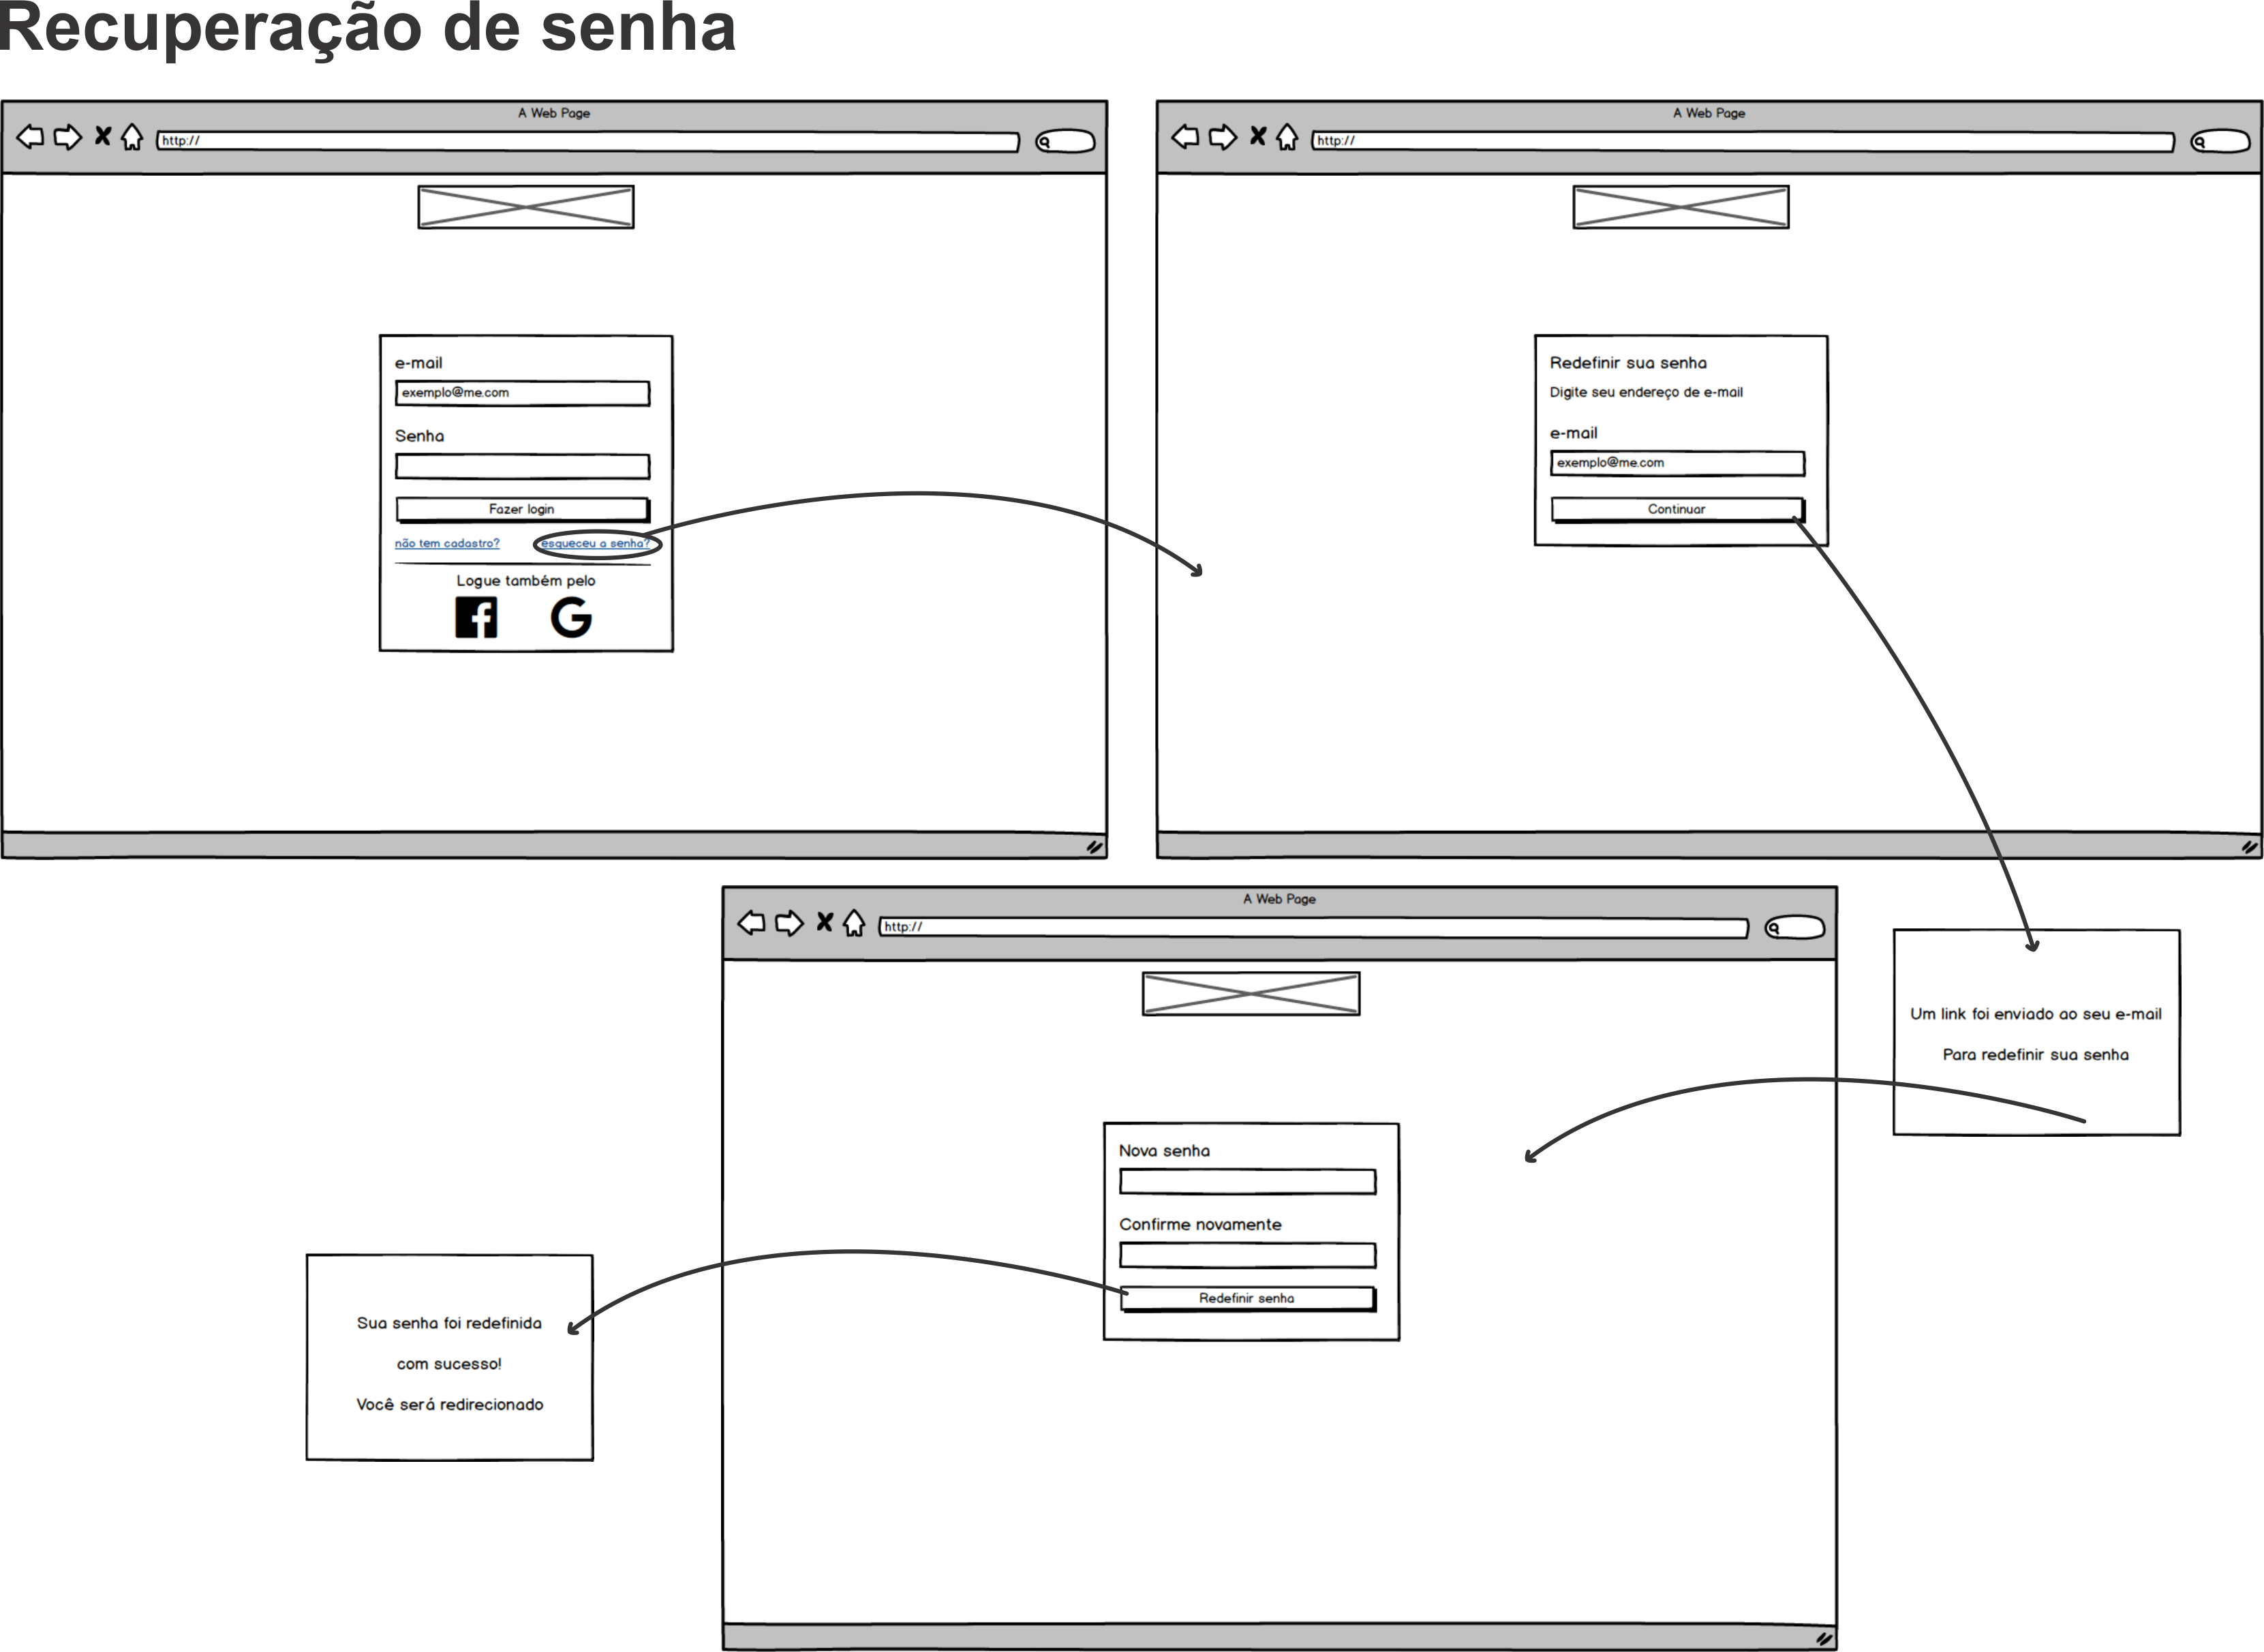 Recuperação de senha
A Web Page
http://
e-mail
exemplo@me.com
Senha
Fazer login
não tem cadastro? esqueceu a senha?
Logue também pelo
A Web Page
http://
Redefinir sua senha
Digite seu endereço de e-mail
e-mail
exemplo@me.com
Continuar
Um link foi enviado ao seu e-mail
Para redefinir sua senha
A Web Page
http://
Nova senha
Confirme novamente
Redefinir senha
Sua senha foi redefinida
com sucesso!
Você será redirecionado